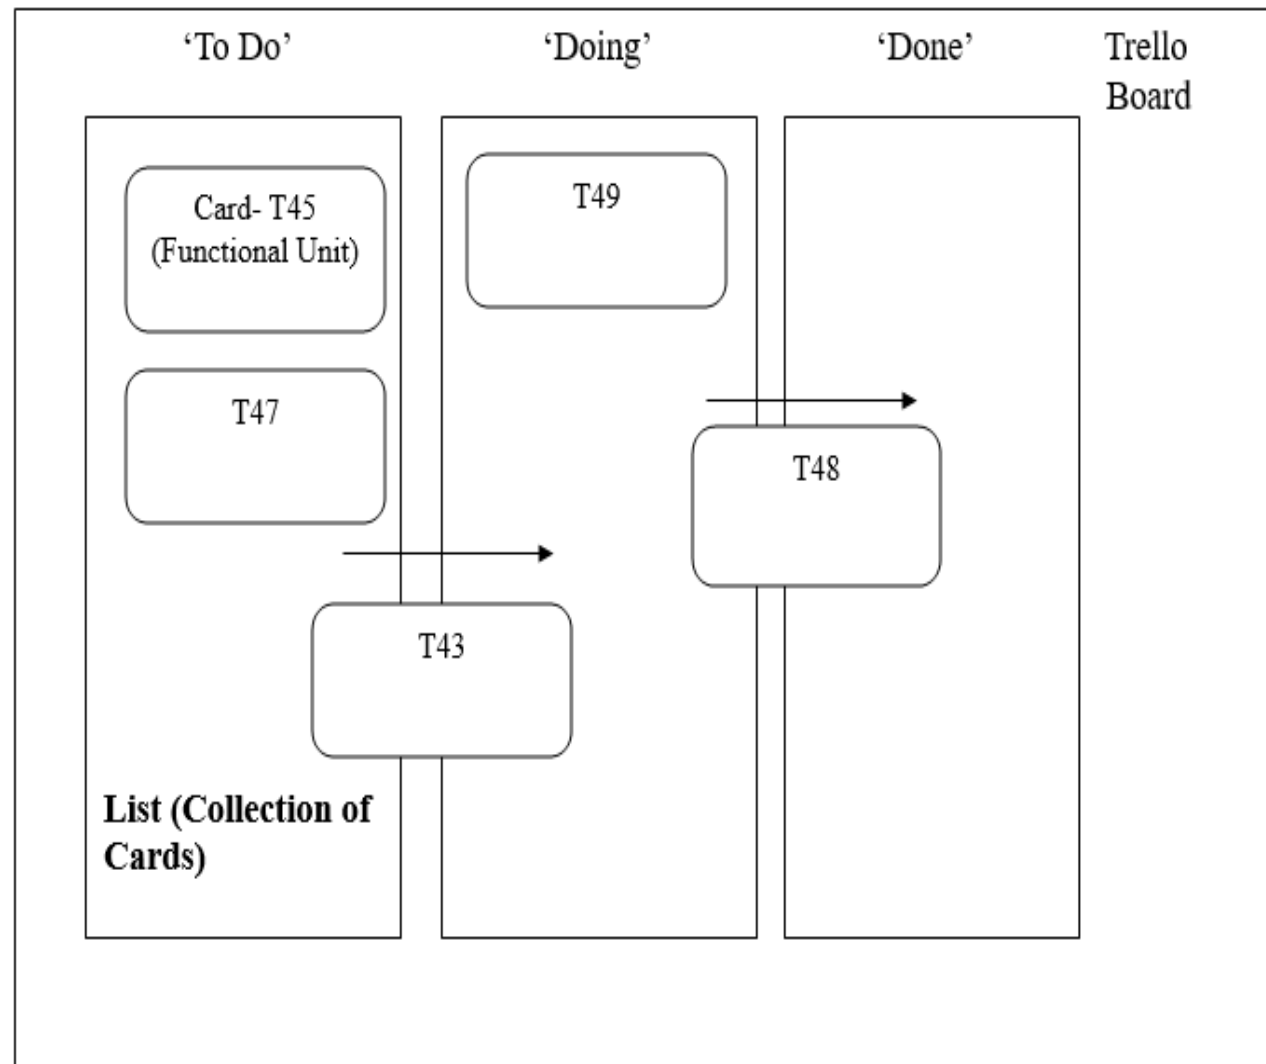 ‘To Do’
‘Doing’
‘Done’
Trello
Board
Card- T45
(Functional Unit)
T49
T47
T48
T43
List (Collection of
Cards)